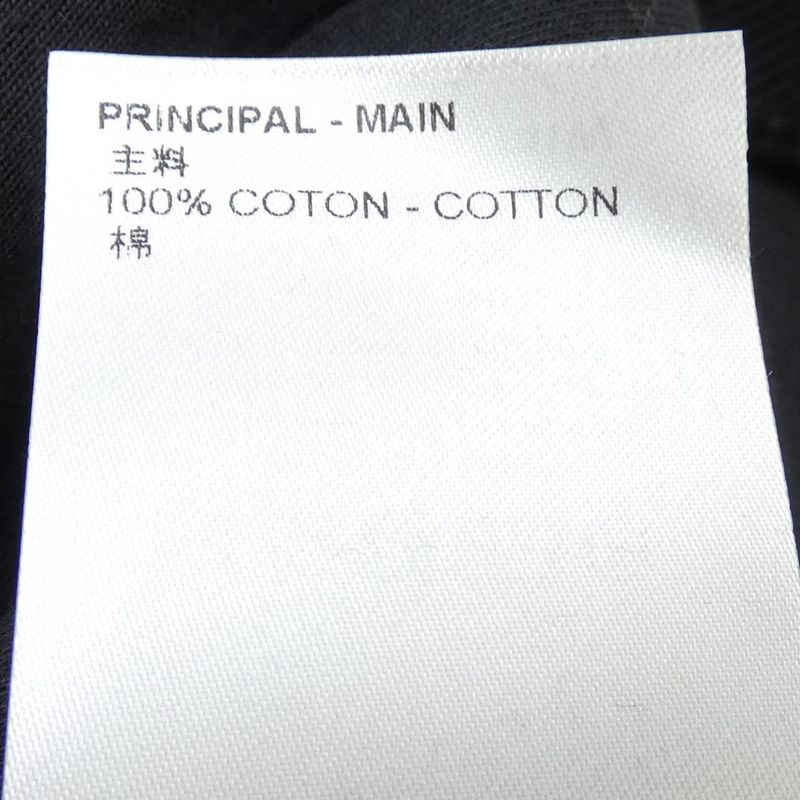 PRINCIPAL - MAIN
主料
100% COTON - COTTON
棉